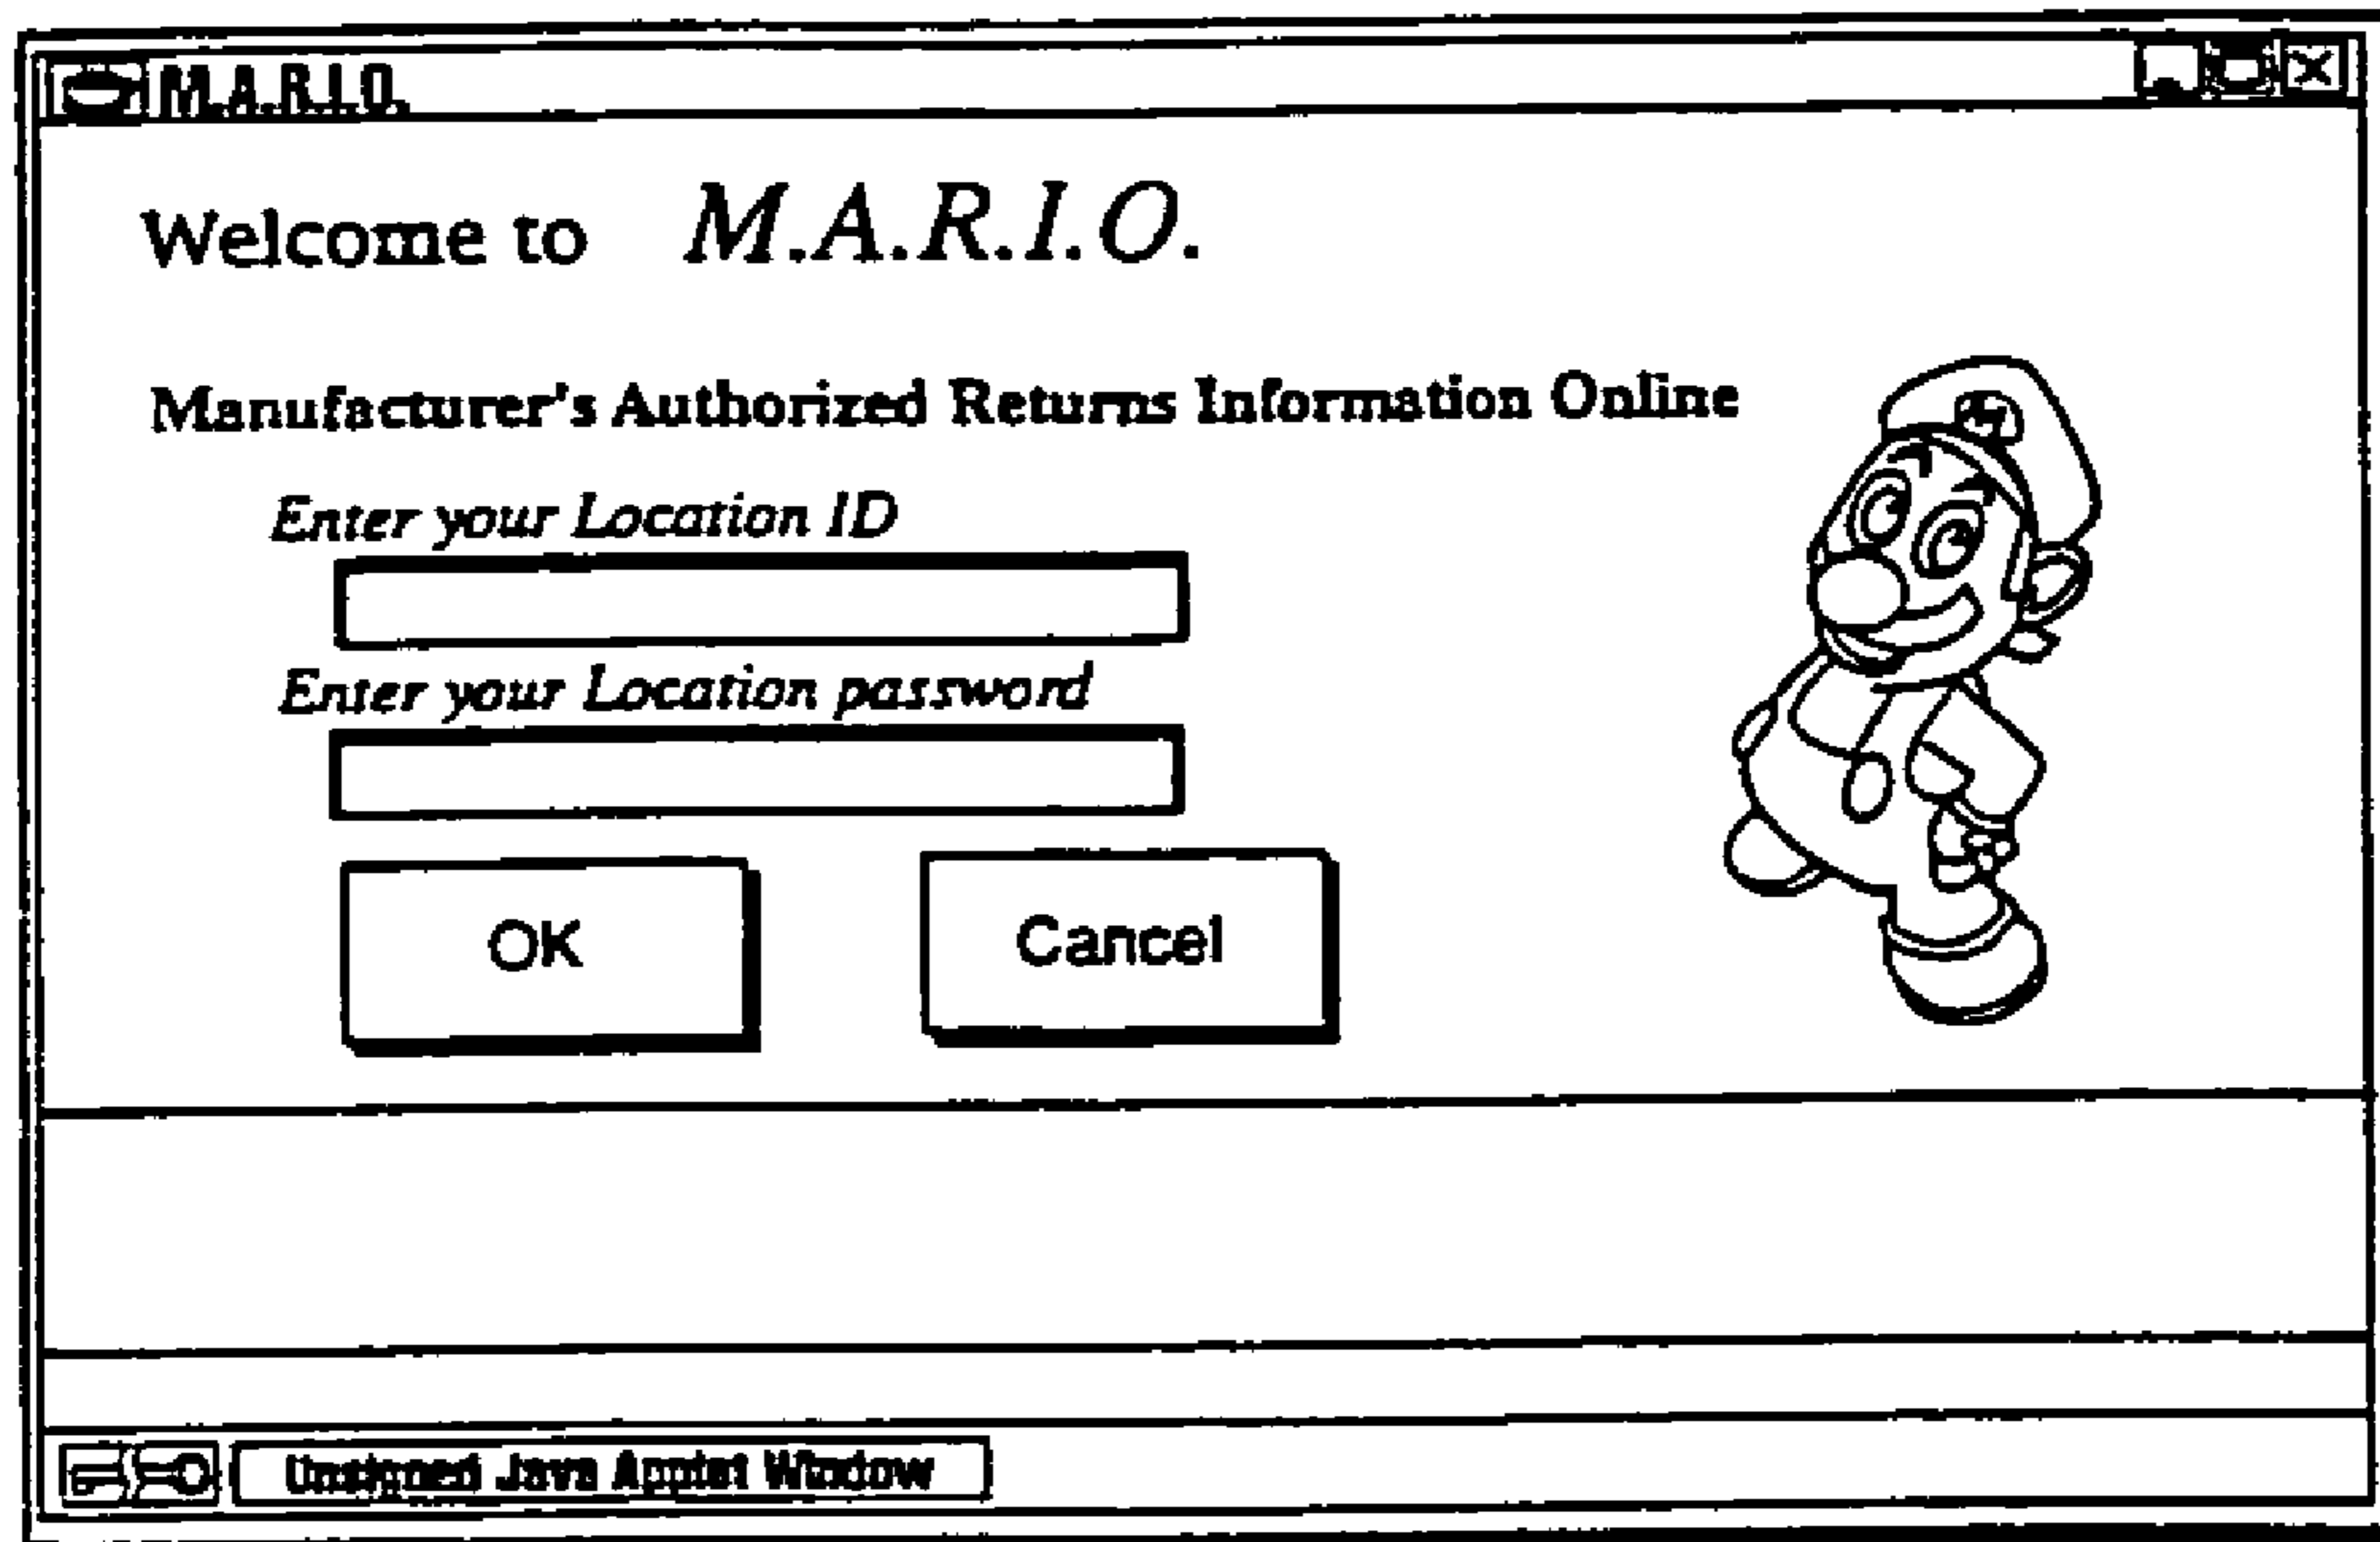 M.A.R.I.O.
Welcome to M.A.R.I.O.
Manufacturer's Authorized Returns Information Online
Enter your Location ID
Enter your Location password
OK Cancel
Unsigned Java Applet Window